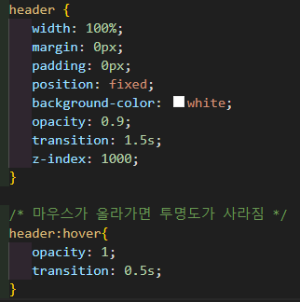 header {
    width: 100%;
    margin: 0px;
    padding: 0px;
    position: fixed;
    background-color: white;
    opacity: 0.9;
    transition: 1.5s;
    z-index: 1000;
}
/* 마우스가 올라가면 투명도가 사라짐 */
header:hover{
    opacity: 1;
    transition: 0.5s;
}